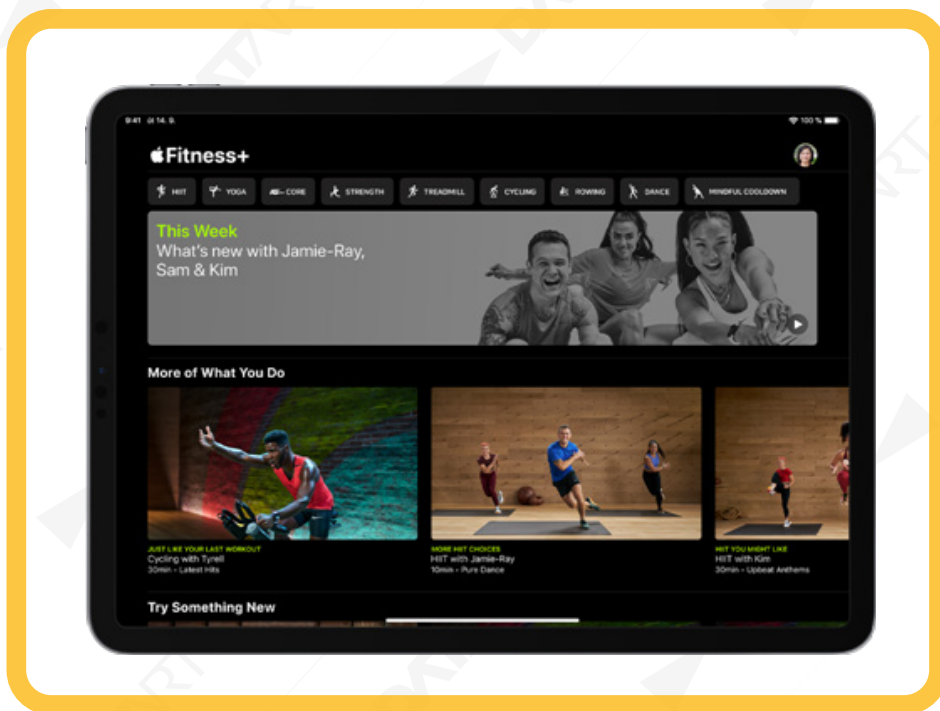 9:41 út 14. 9.
100 %
Fitness+
HIIT
YOGA
CORE
STRENGTH
TREADMILL
CYCLING
ROWING
DANCE
MINDFUL COOLDOWN
This Week
What's new with Jamie-Ray,
Sam & Kim
More of What You Do
JUST LIKE YOUR LAST WORKOUT
Cycling with Tyrell
30min • Latest Hits
MORE HIIT CHOICES
HIIT with Jamie-Ray
10min • Pure Dance
HIIT YOU MIGHT LIKE
HIIT with Kim
30min • Upbeat Anthems
Try Something New